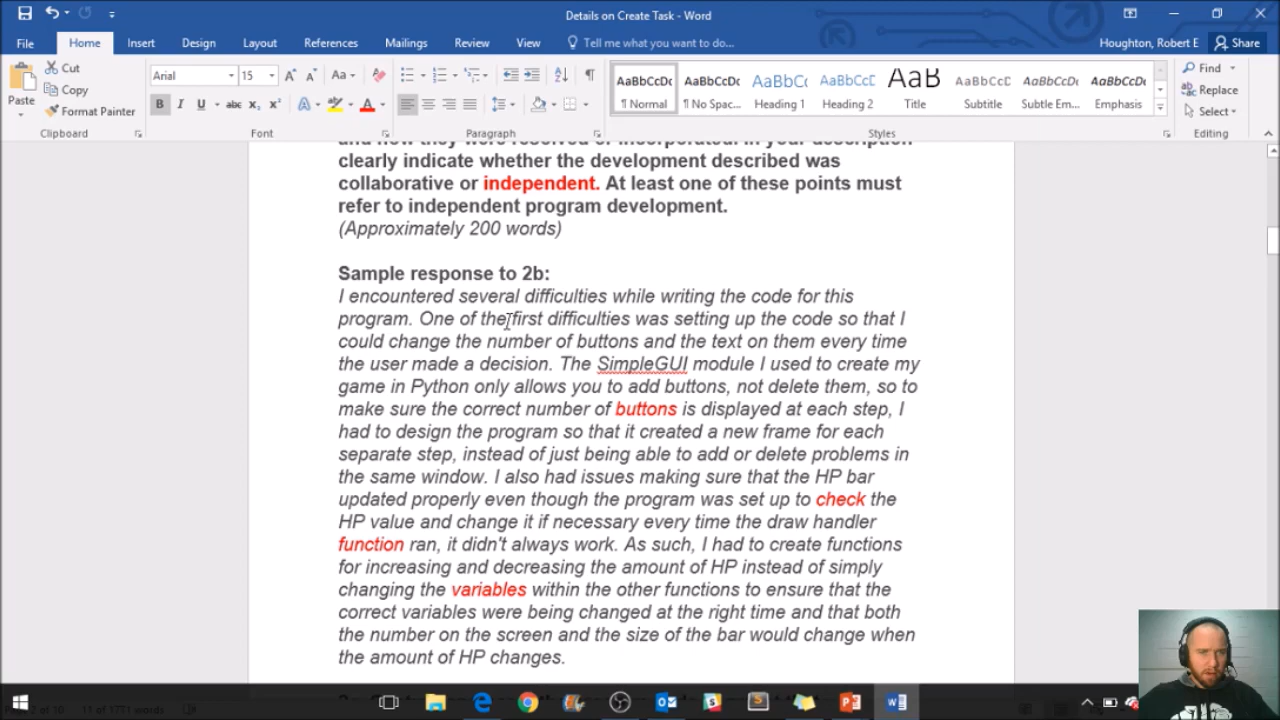 Details on Create Task - Word
File Home Insert Design Layout References Mailings Review View Tell me what you want to do... Houghton, Robert E Share
Paste Cut Copy Format Painter Clipboard
Arial 15 Font
Paragraph
AaBbCcDc ¶ Normal
AaBbCcDc ¶ No Spac...
AaBbCc Heading 1
AaBbCcD Heading 2
AaB Title
AaBbCcD Subtitle
AaBbCcDc Subtle Em...
AaBbCcDc Emphasis
Styles
Find Replace Select Editing
clearly indicate whether the development described was
collaborative or independent. At least one of these points must
refer to independent program development.
(Approximately 200 words)
Sample response to 2b:
I encountered several difficulties while writing the code for this
program. One of the first difficulties was setting up the code so that I
could change the number of buttons and the text on them every time
the user made a decision. The SimpleGUI module I used to create my
game in Python only allows you to add buttons, not delete them, so to
make sure the correct number of buttons is displayed at each step, I
had to design the program so that it created a new frame for each
separate step, instead of just being able to add or delete problems in
the same window. I also had issues making sure that the HP bar
updated properly even though the program was set up to check the
HP value and change it if necessary every time the draw handler
function ran, it didn't always work. As such, I had to create functions
for increasing and decreasing the amount of HP instead of simply
changing the variables within the other functions to ensure that the
correct variables were being changed at the right time and that both
the number on the screen and the size of the bar would change when
the amount of HP changes.